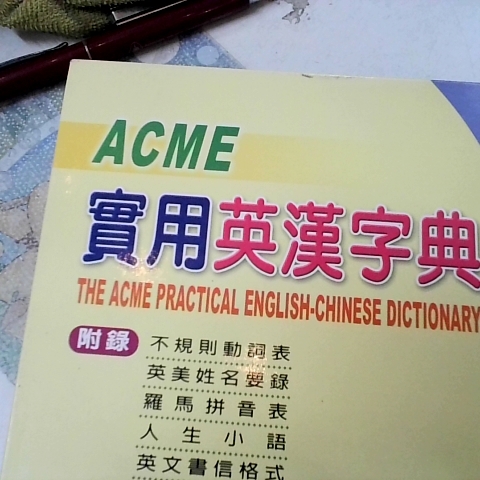 ACME
實用英漢字典
THE ACME PRACTICAL ENGLISH-CHINESE DICTIONARY
附錄
不規則動詞表
英美姓名要錄
羅馬拼音表
人生小語
英文書信格式